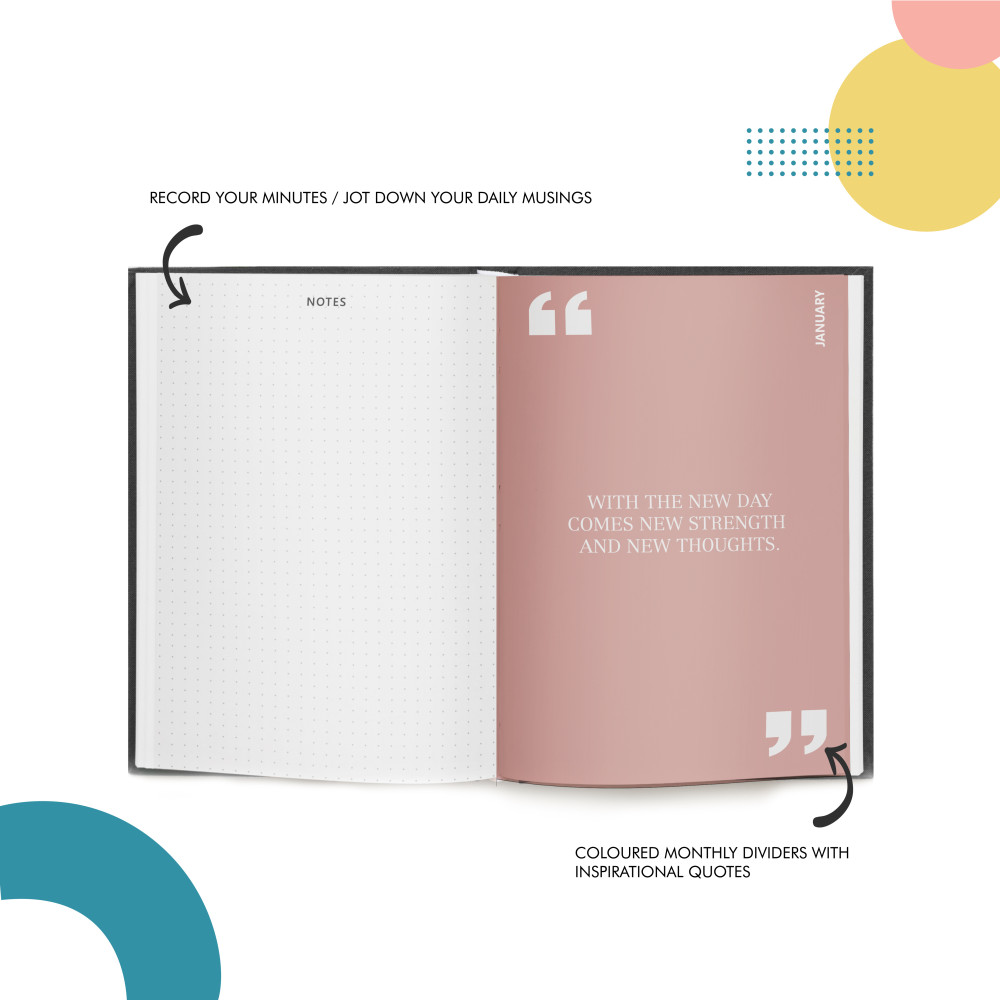 RECORD YOUR MINUTES / JOT DOWN YOUR DAILY MUSINGS
NOTES
“
JANUARY
WITH THE NEW DAY
COMES NEW STRENGTH
AND NEW THOUGHTS.
”
COLOURED MONTHLY DIVIDERS WITH
INSPIRATIONAL QUOTES